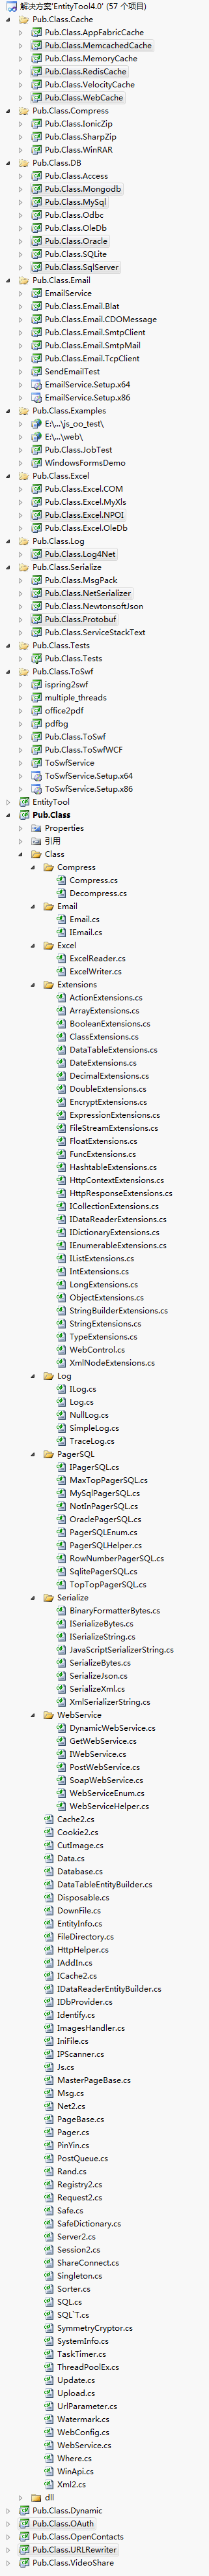 解决方案'EntityTool4.0' (57 个项目)
Pub.Class.Cache
Pub.Class.AppFabricCache
Pub.Class.MemcachedCache
Pub.Class.MemoryCache
Pub.Class.RedisCache
Pub.Class.VelocityCache
Pub.Class.WebCache
Pub.Class.Compress
Pub.Class.IonicZip
Pub.Class.SharpZip
Pub.Class.WinRAR
Pub.Class.DB
Pub.Class.Access
Pub.Class.Mongodb
Pub.Class.MySql
Pub.Class.Odbc
Pub.Class.OleDb
Pub.Class.Oracle
Pub.Class.SQLite
Pub.Class.SqlServer
Pub.Class.Email
EmailService
Pub.Class.Email.Blat
Pub.Class.Email.CDOMessage
Pub.Class.Email.SmtpClient
Pub.Class.Email.SmtpMail
Pub.Class.Email.TcpClient
SendEmailTest
EmailService.Setup.x64
EmailService.Setup.x86
Pub.Class.Examples
E:\...\js_oo_test\
E:\...\web\
Pub.Class.JobTest
WindowsFormsDemo
Pub.Class.Excel
Pub.Class.Excel.COM
Pub.Class.Excel.MyXls
Pub.Class.Excel.NPOI
Pub.Class.Excel.OleDb
Pub.Class.Log
Pub.Class.Log4Net
Pub.Class.Serialize
Pub.Class.MsgPack
Pub.Class.NetSerializer
Pub.Class.NewtonsoftJson
Pub.Class.Protobuf
Pub.Class.ServiceStackText
Pub.Class.Tests
Pub.Class.Tests
Pub.Class.ToSwf
ispring2swf
multiple_threads
office2pdf
pdfbg
Pub.Class.ToSwf
Pub.Class.ToSwfWCF
ToSwfService
ToSwfService.Setup.x64
ToSwfService.Setup.x86
EntityTool
Pub.Class
Properties
引用
Class
Compress
Compress.cs
Decompress.cs
Email
Email.cs
IEmail.cs
Excel
ExcelReader.cs
ExcelWriter.cs
Extensions
ActionExtensions.cs
ArrayExtensions.cs
BooleanExtensions.cs
ClassExtensions.cs
DataTableExtensions.cs
DateExtensions.cs
DecimalExtensions.cs
DoubleExtensions.cs
EncryptExtensions.cs
ExpressionExtensions.cs
FileStreamExtensions.cs
FloatExtensions.cs
FuncExtensions.cs
HashtableExtensions.cs
HttpContextExtensions.cs
HttpResponseExtensions.cs
ICollectionExtensions.cs
IDataReaderExtensions.cs
IDictionaryExtensions.cs
IEnumerableExtensions.cs
IListExtensions.cs
IntExtensions.cs
LongExtensions.cs
ObjectExtensions.cs
StringBuilderExtensions.cs
StringExtensions.cs
TypeExtensions.cs
WebControl.cs
XmlNodeExtensions.cs
Log
ILog.cs
Log.cs
NullLog.cs
SimpleLog.cs
TraceLog.cs
PagerSQL
IPagerSQL.cs
MaxTopPagerSQL.cs
MySqlPagerSQL.cs
NotInPagerSQL.cs
OraclePagerSQL.cs
PagerSQLEnum.cs
PagerSQLHelper.cs
RowNumberPagerSQL.cs
SqlitePagerSQL.cs
TopTopPagerSQL.cs
Serialize
BinaryFormatterBytes.cs
ISerializeBytes.cs
ISerializeString.cs
JavaScriptSerializerString.cs
SerializeBytes.cs
SerializeJson.cs
SerializeXml.cs
XmlSerializerString.cs
WebService
DynamicWebService.cs
GetWebService.cs
IWebService.cs
PostWebService.cs
SoapWebService.cs
WebServiceEnum.cs
WebServiceHelper.cs
Cache2.cs
Cookie2.cs
CutImage.cs
Data.cs
Database.cs
DataTableEntityBuilder.cs
Disposable.cs
DownFile.cs
EntityInfo.cs
FileDirectory.cs
HttpHelper.cs
IAddIn.cs
ICache2.cs
IDataReaderEntityBuilder.cs
IDbProvider.cs
Identify.cs
ImagesHandler.cs
IniFile.cs
IPScanner.cs
Js.cs
MasterPageBase.cs
Msg.cs
Net2.cs
PageBase.cs
Pager.cs
PinYin.cs
PostQueue.cs
Rand.cs
Registry2.cs
Request2.cs
Safe.cs
SafeDictionary.cs
Server2.cs
Session2.cs
ShareConnect.cs
Singleton.cs
Sorter.cs
SQL.cs
SQL`T.cs
SymmetryCryptor.cs
SystemInfo.cs
TaskTimer.cs
ThreadPoolEx.cs
Update.cs
Upload.cs
UrlParameter.cs
Watermark.cs
WebConfig.cs
WebService.cs
Where.cs
WinApi.cs
Xml2.cs
dll
Pub.Class.Dynamic
Pub.Class.OAuth
Pub.Class.OpenContacts
Pub.Class.URLRewriter
Pub.Class.VideoShare